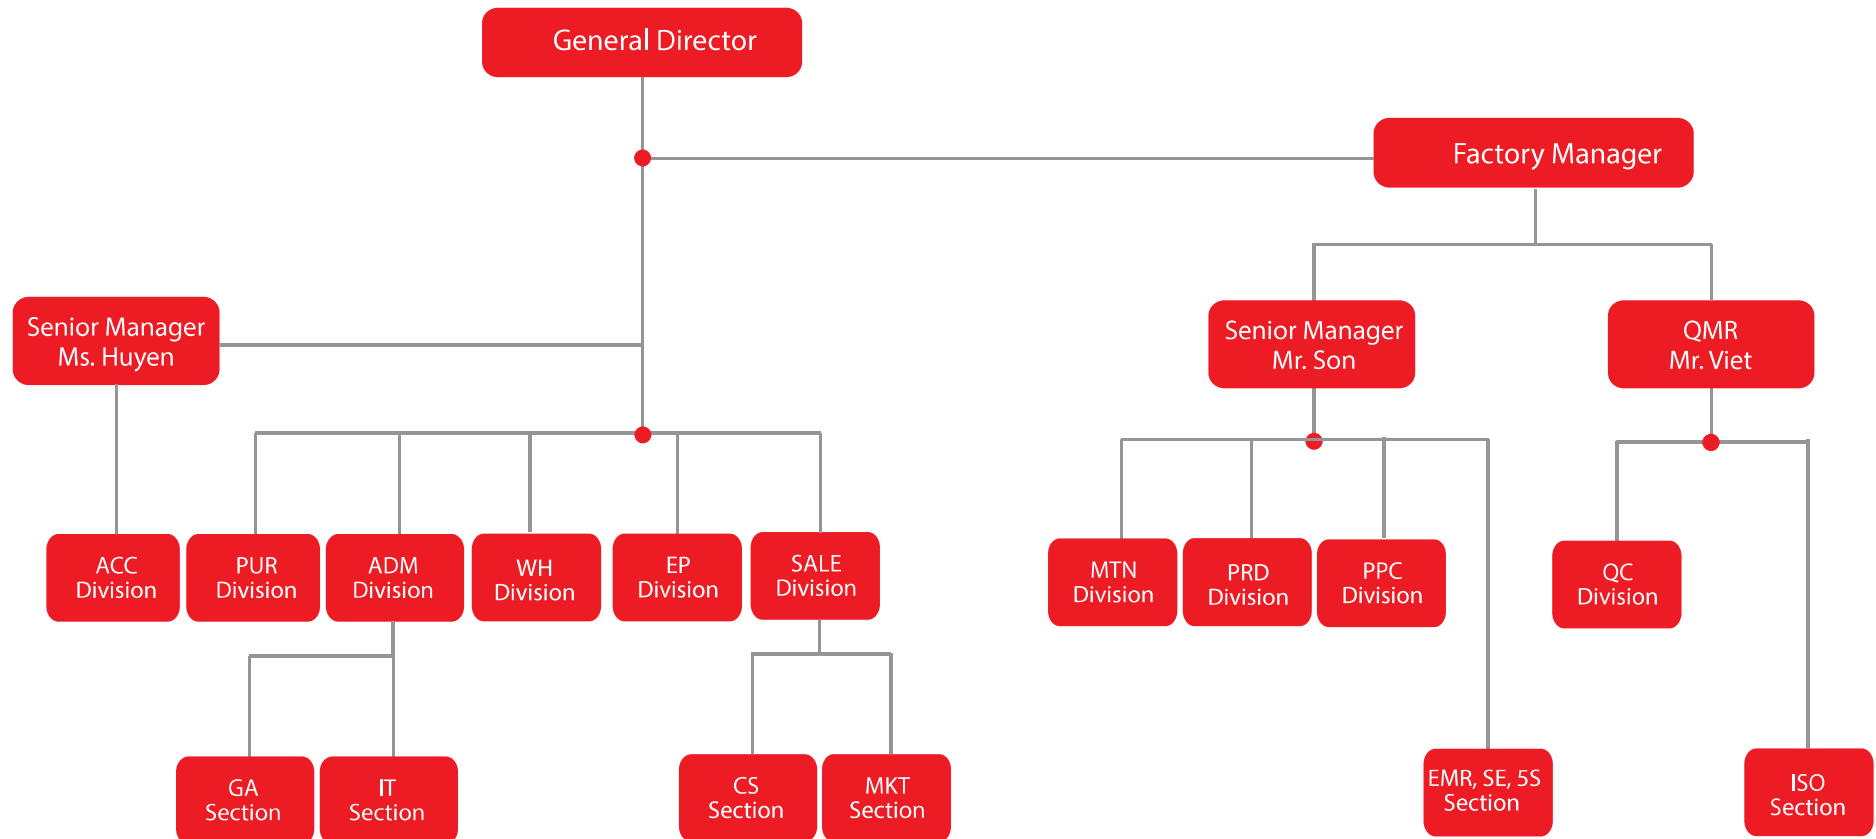 General Director
Factory Manager
Senior Manager
Ms. Huyen
Senior Manager
Mr. Son
QMR
Mr. Viet
ACC
Division
PUR
Division
ADM
Division
WH
Division
EP
Division
SALE
Division
MTN
Division
PRD
Division
PPC
Division
QC
Division
GA
Section
IT
Section
CS
Section
MKT
Section
EMR, SE, 5S
Section
ISO
Section